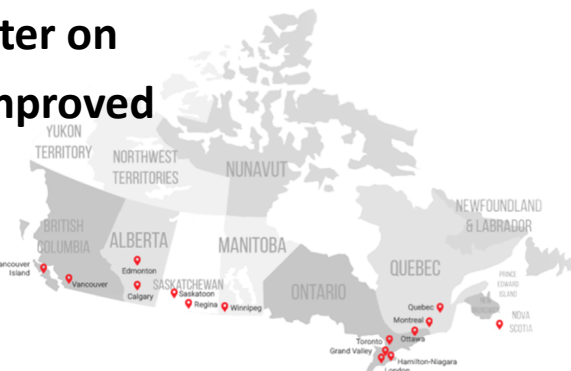 ter on
nproved
YUKON
TERRITORY
NORTHWEST
TERRITORIES
NUNAVUT
BRITISH
COLUMBIA
ALBERTA
SASKATCHEWAN
MANITOBA
ONTARIO
QUEBEC
NEWFOUNDLAND
& LABRADOR
PRINCE
EDWARD
ISLAND
NOVA
SCOTIA
ancouver
Island
Vancouver
Edmonton
Calgary
Saskatoon
Regina
Winnipeg
Quebec
Montreal
Ottawa
Toronto
Grand Valley
Hamilton-Niagara
London